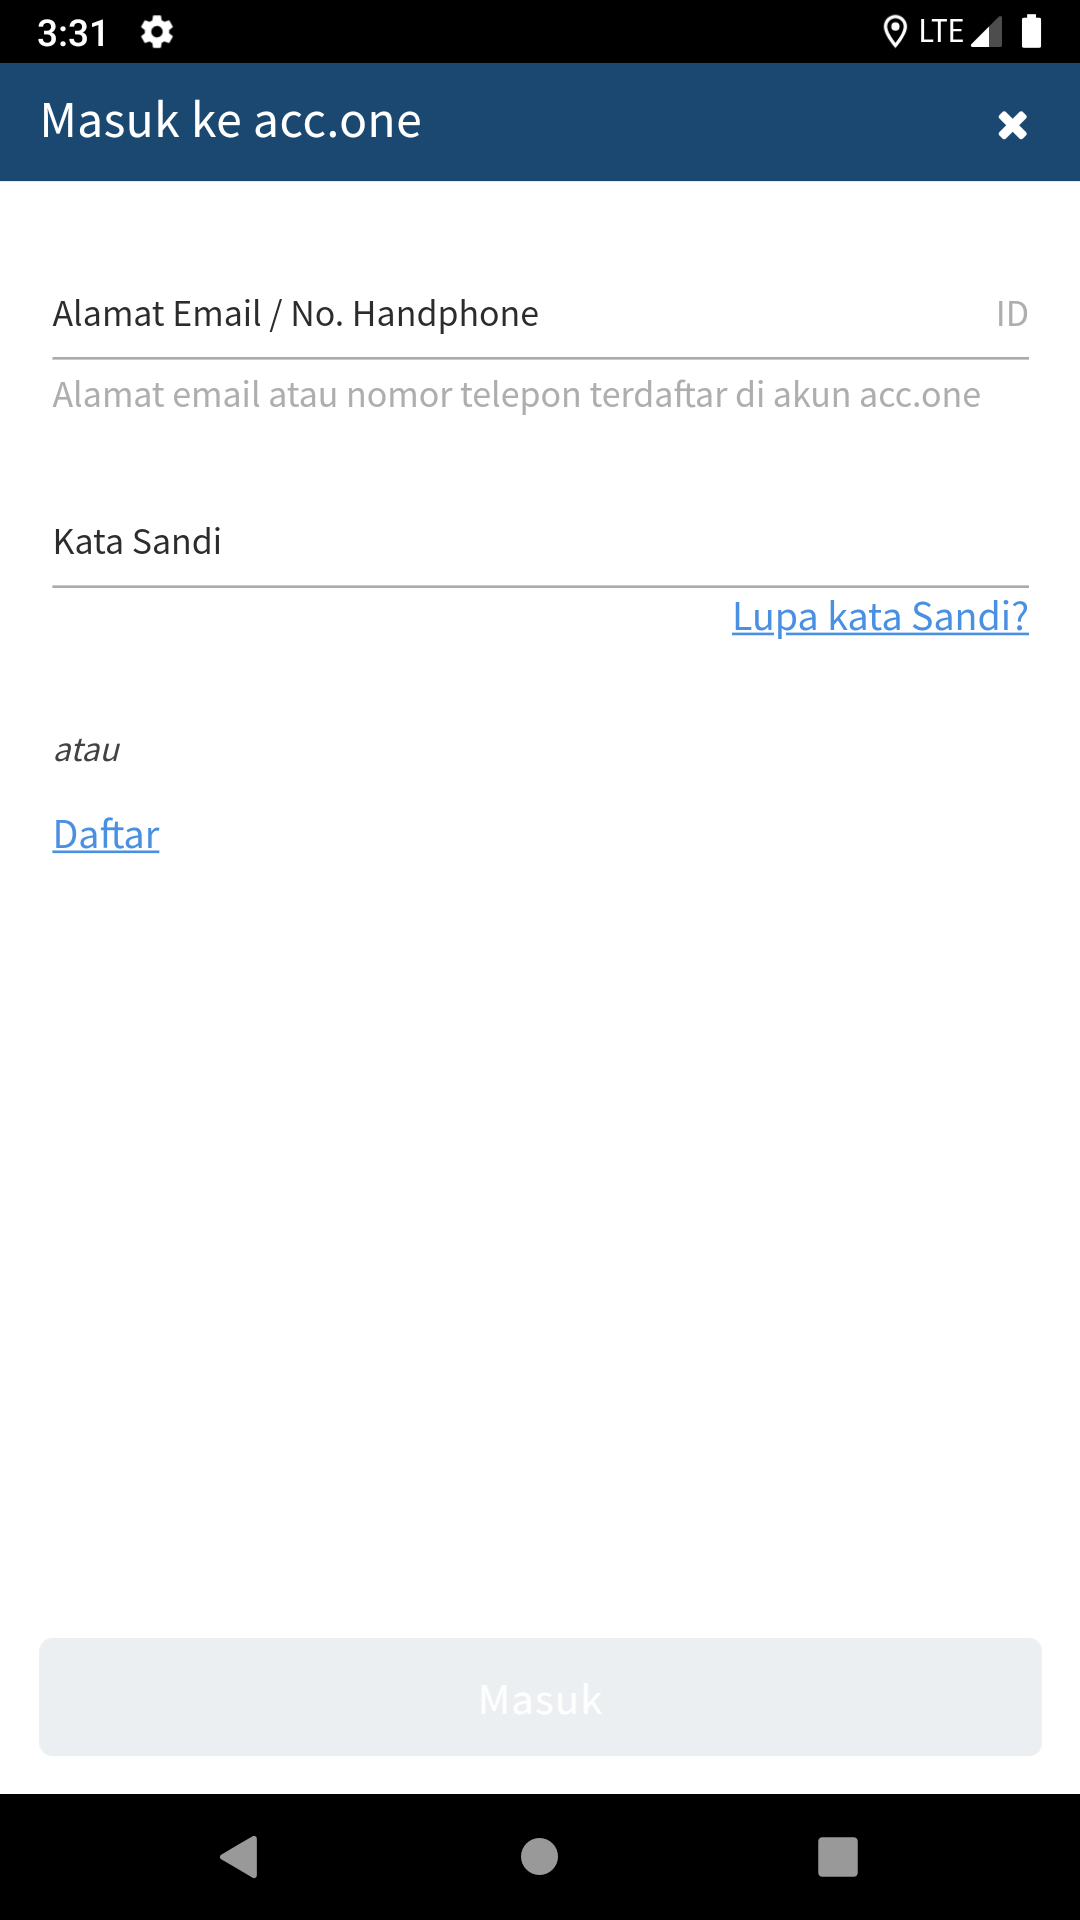 3:31 LTE
Masuk ke acc.one
Alamat Email / No. Handphone ID
Alamat email atau nomor telepon terdaftar di akun acc.one
Kata Sandi
Lupa kata Sandi?
atau
Daftar
Masuk